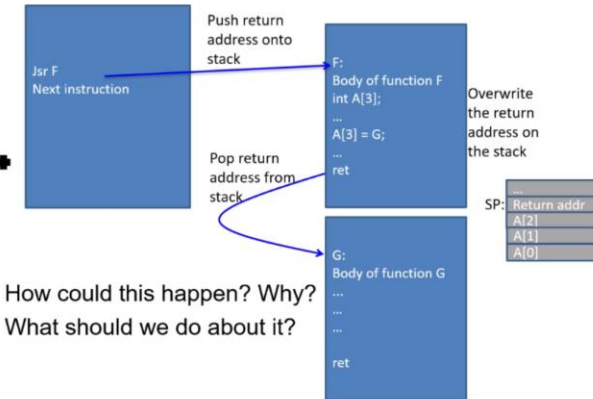 Push return
address onto
stack
Jsr F
Next instruction
F:
Body of function F
int A[3];
...
A[3] = G;
...
ret
Overwrite
the return
address on
the stack
Pop return
address from
stack
SP:
...
Return addr
A[2]
A[1]
A[0]
G:
Body of function G
...
...
...
ret
How could this happen? Why?
What should we do about it?